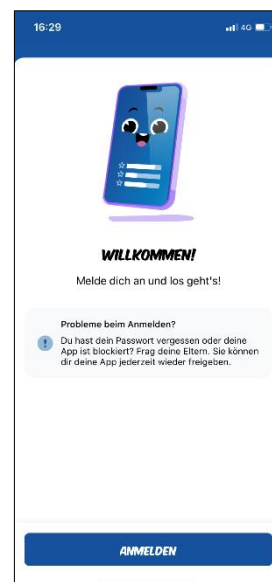 16:29
4G
WILLKOMMEN!
Melde dich an und los geht's!
Probleme beim Anmelden?
Du hast dein Passwort vergessen oder deine
App ist blockiert? Frag deine Eltern. Sie können
dir deine App jederzeit wieder freigeben.
ANMELDEN